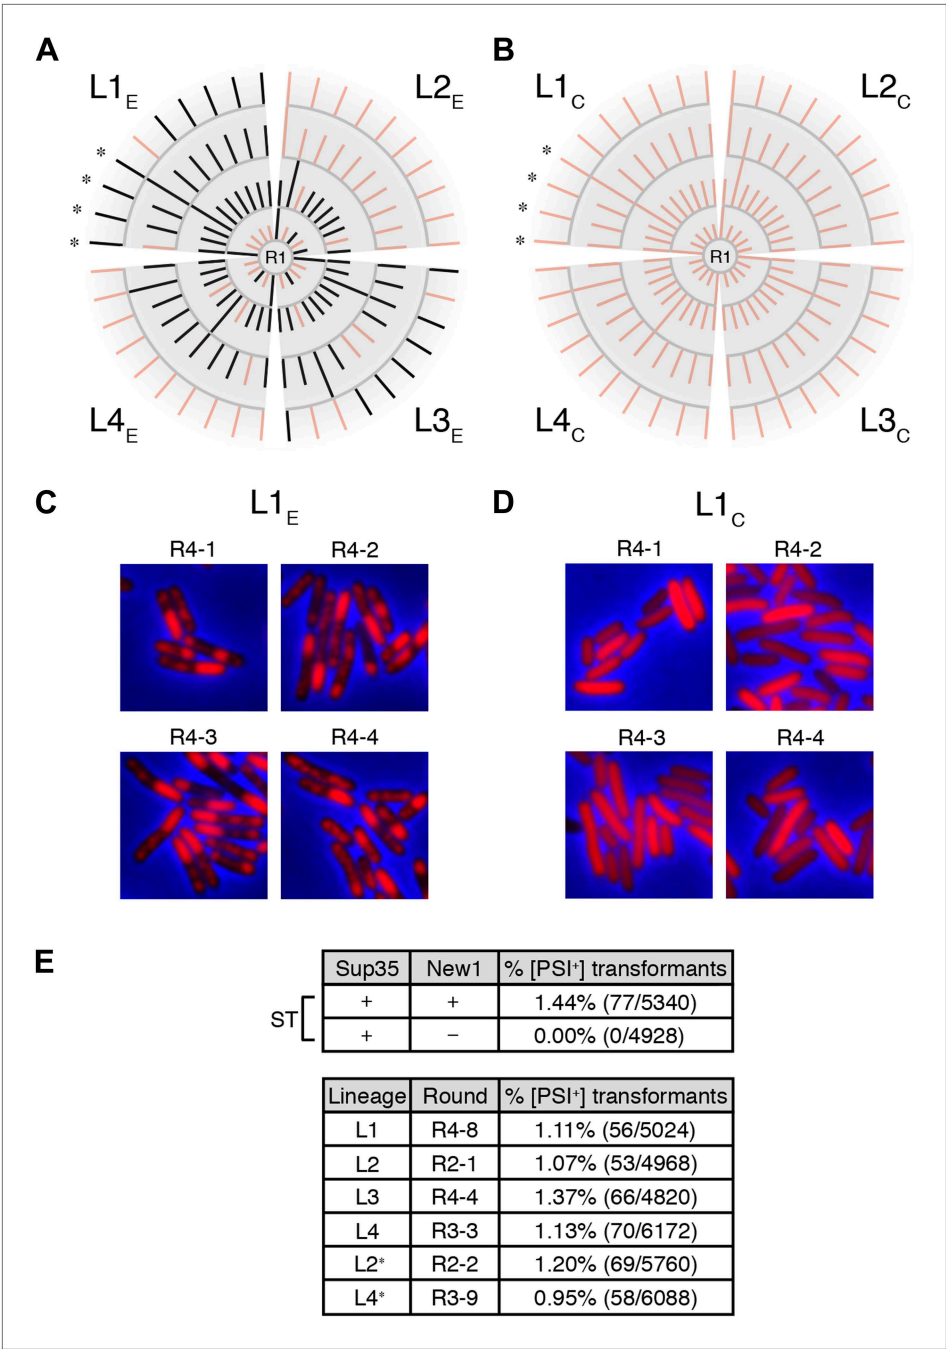 A
B
L1E
L2E
L1C
L2C
*
*
*
*
*
*
*
*
R1
R1
L4E
L3E
L4C
L3C
C
L1E
D
L1C
R4-1
R4-2
R4-1
R4-2
R4-3
R4-4
R4-3
R4-4
E
Sup35 New1 % [PSI⁺] transformants
ST
+ + 1.44% (77/5340)
+ − 0.00% (0/4928)
Lineage Round % [PSI⁺] transformants
L1 R4-8 1.11% (56/5024)
L2 R2-1 1.07% (53/4968)
L3 R4-4 1.37% (66/4820)
L4 R3-3 1.13% (70/6172)
L2* R2-2 1.20% (69/5760)
L4* R3-9 0.95% (58/6088)